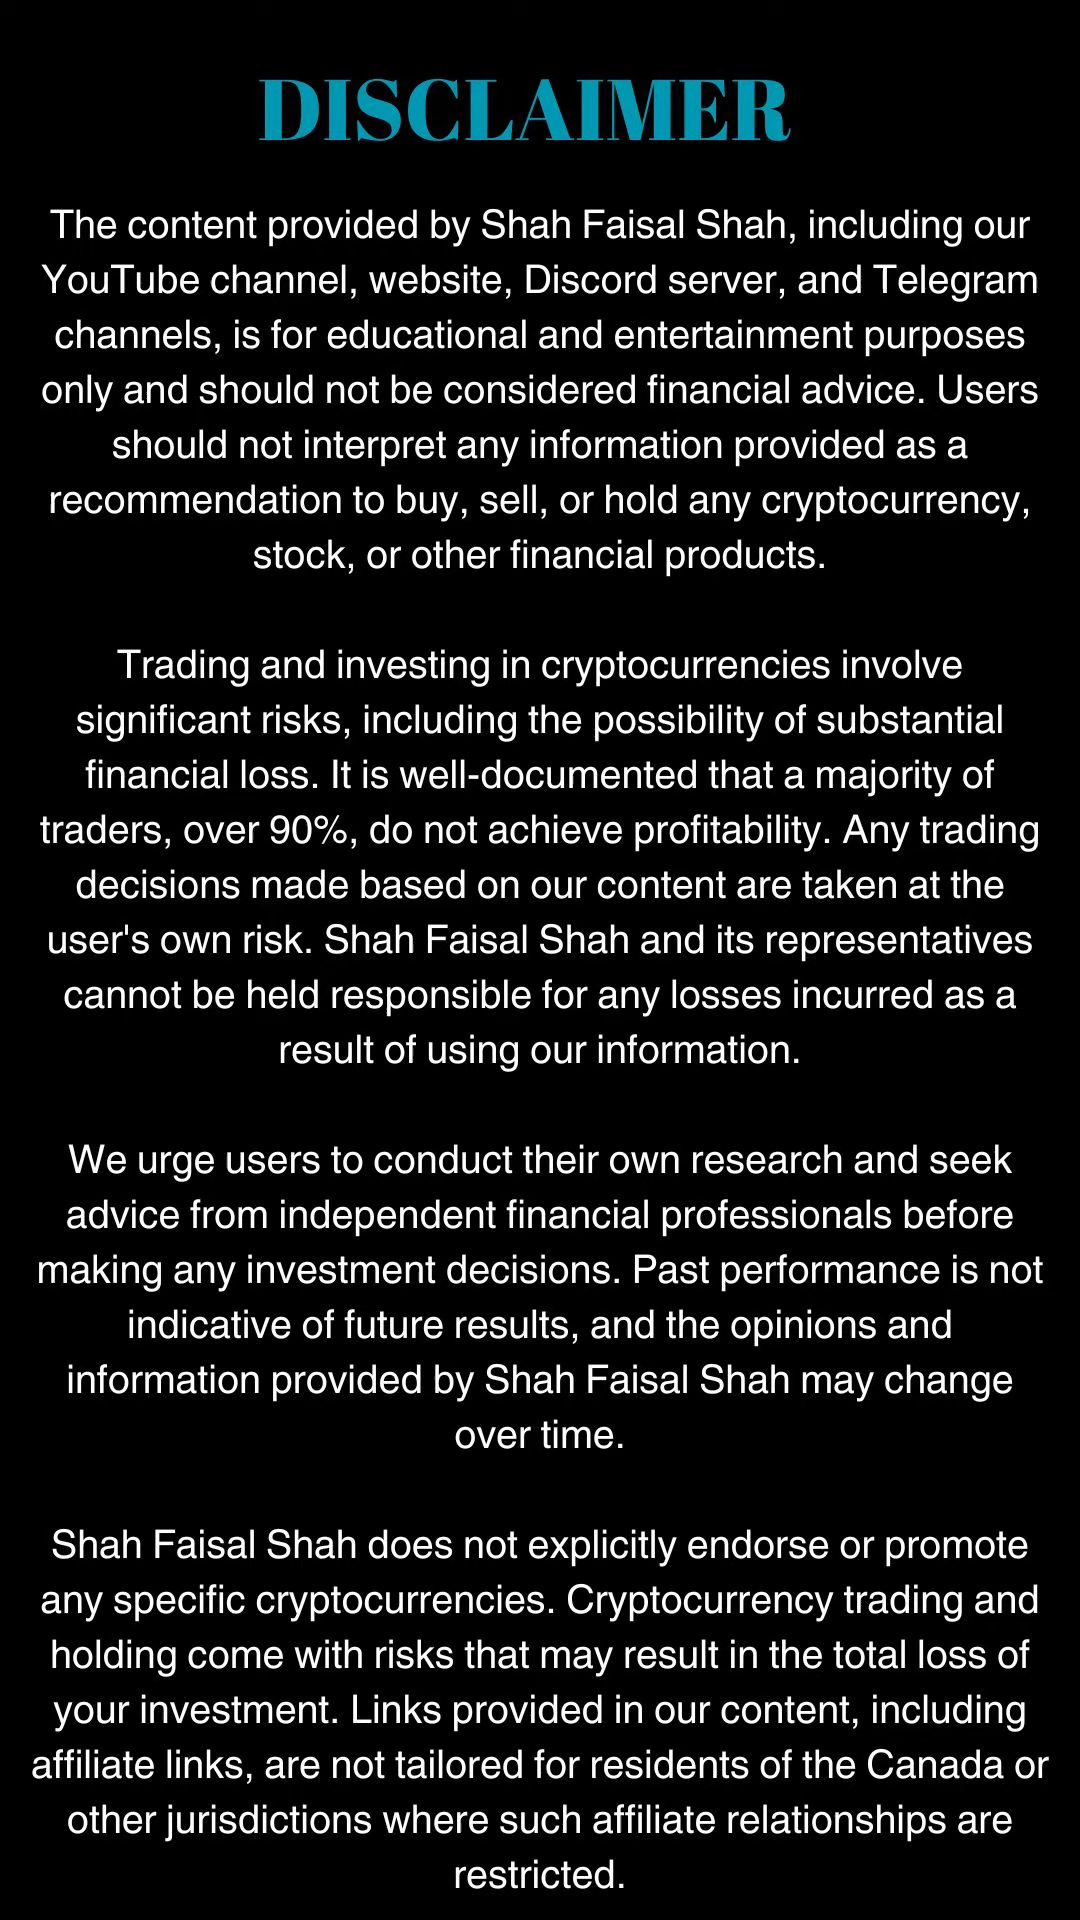 DISCLAIMER
The content provided by Shah Faisal Shah, including our
YouTube channel, website, Discord server, and Telegram
channels, is for educational and entertainment purposes
only and should not be considered financial advice. Users
should not interpret any information provided as a
recommendation to buy, sell, or hold any cryptocurrency,
stock, or other financial products.
Trading and investing in cryptocurrencies involve
significant risks, including the possibility of substantial
financial loss. It is well-documented that a majority of
traders, over 90%, do not achieve profitability. Any trading
decisions made based on our content are taken at the
user's own risk. Shah Faisal Shah and its representatives
cannot be held responsible for any losses incurred as a
result of using our information.
We urge users to conduct their own research and seek
advice from independent financial professionals before
making any investment decisions. Past performance is not
indicative of future results, and the opinions and
information provided by Shah Faisal Shah may change
over time.
Shah Faisal Shah does not explicitly endorse or promote
any specific cryptocurrencies. Cryptocurrency trading and
holding come with risks that may result in the total loss of
your investment. Links provided in our content, including
affiliate links, are not tailored for residents of the Canada or
other jurisdictions where such affiliate relationships are
restricted.